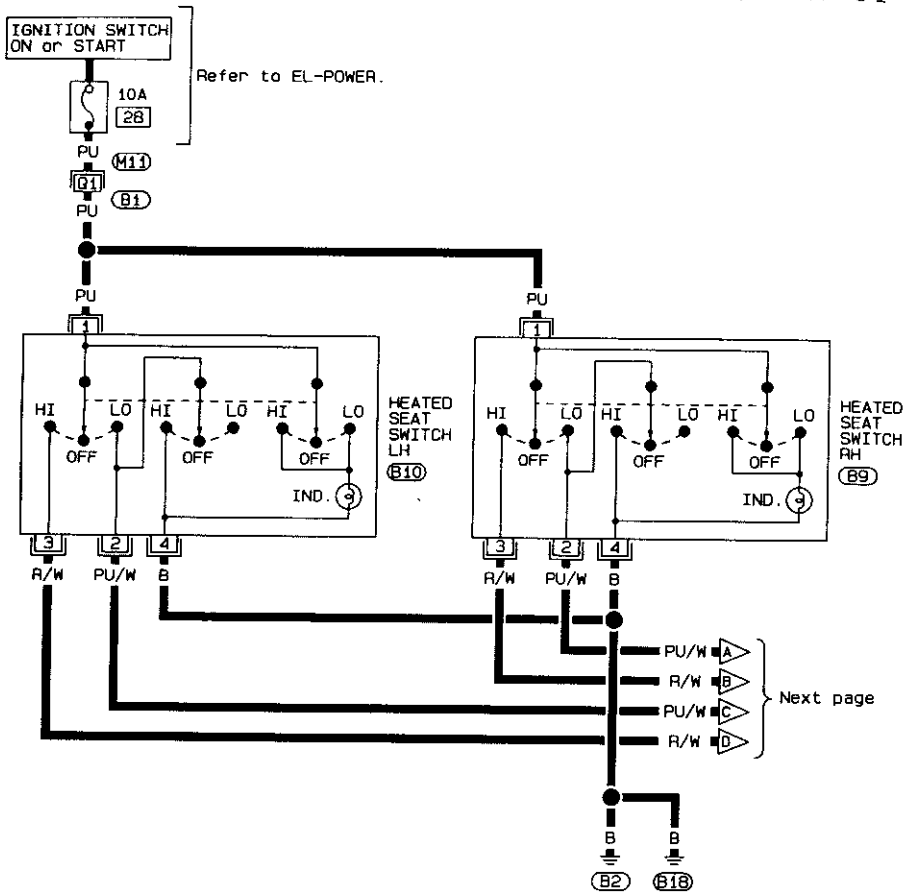 IGNITION SWITCH
ON or START
Refer to EL-POWER.
10A
28
PU
M11
Q1
B1
PU
PU
PU
1
1
HI
OFF
LO
HI
OFF
LO
HI
OFF
LO
IND.
HEATED
SEAT
SWITCH
LH
B10
HI
OFF
LO
HI
OFF
LO
HI
OFF
LO
IND.
HEATED
SEAT
SWITCH
RH
B9
3
2
4
R/W
PU/W
B
3
2
4
R/W
PU/W
B
PU/W A
R/W B
PU/W C
R/W D
Next page
B
B
B2
B18